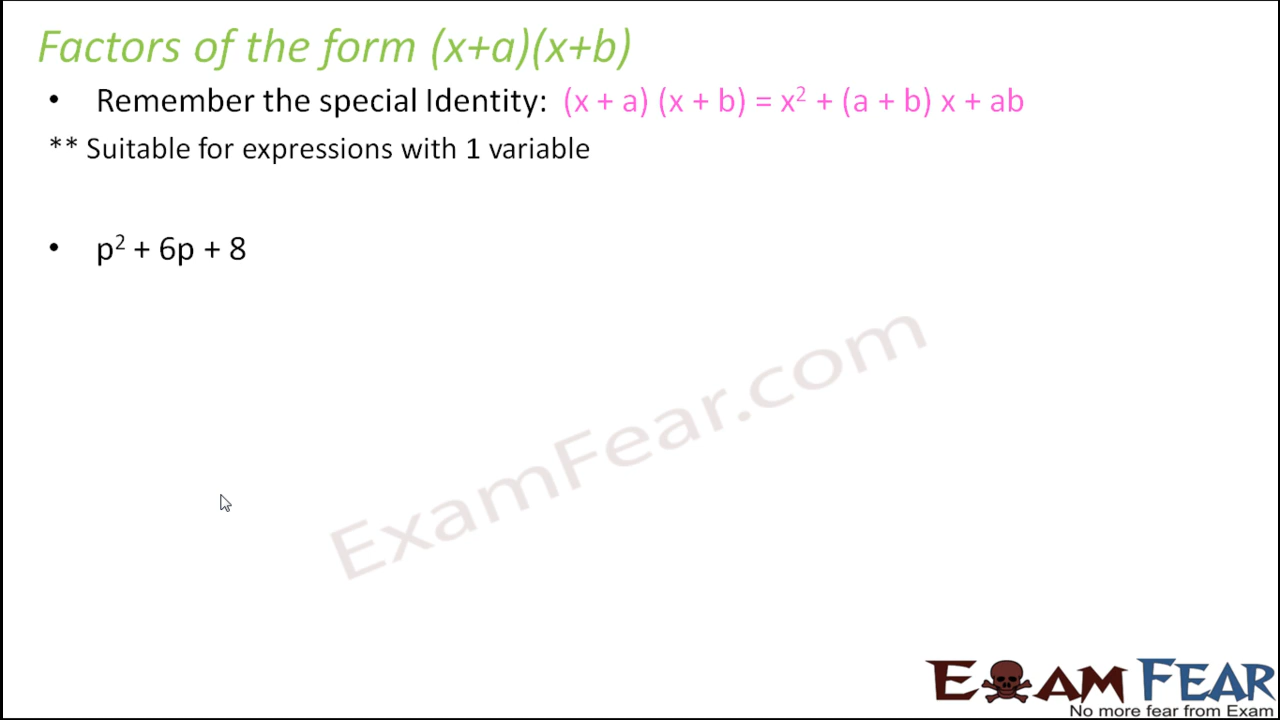 Factors of the form (x+a)(x+b)
• Remember the special Identity: (x + a) (x + b) = x² + (a + b) x + ab
** Suitable for expressions with 1 variable
• p² + 6p + 8
ExamFear.com
EXAM FEAR
No more fear from Exam